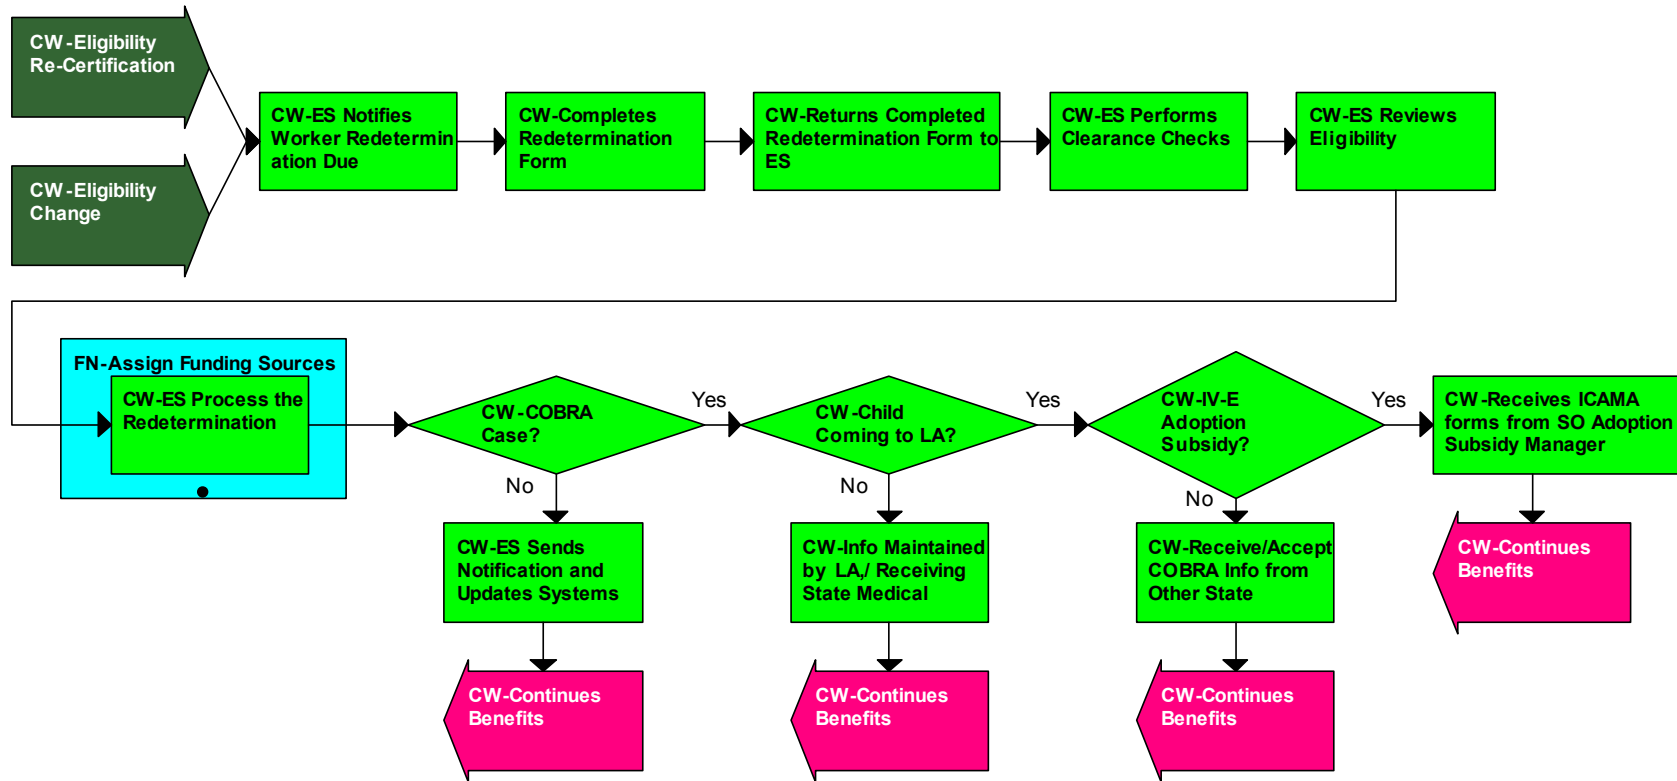 CW-Eligibility
Re-Certification
CW-Eligibility
Change
CW-ES Notifies
Worker Redetermin
ation Due
CW-Completes
Redetermination
Form
CW-Returns Completed
Redetermination Form to
ES
CW-ES Performs
Clearance Checks
CW-ES Reviews
Eligibility
FN-Assign Funding Sources
CW-ES Process the
Redetermination
CW-COBRA
Case?
Yes
No
CW-Child
Coming to LA?
Yes
No
CW-IV-E
Adoption
Subsidy?
Yes
No
CW-Receives ICAMA
forms from SO Adoption
Subsidy Manager
CW-ES Sends
Notification and
Updates Systems
CW-Info Maintained
by LA,/ Receiving
State Medical
CW-Receive/Accept
COBRA Info from
Other State
CW-Continues
Benefits
CW-Continues
Benefits
CW-Continues
Benefits
CW-Continues
Benefits